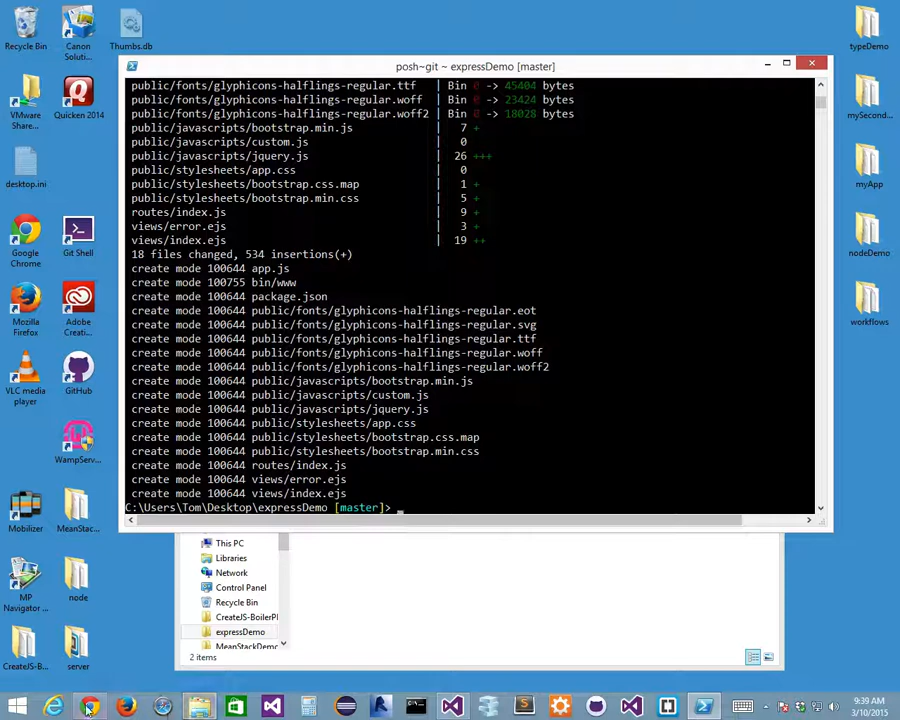 Recycle Bin
Canon Soluti...
Thumbs.db
VMware Share...
Quicken 2014
desktop.ini
Google Chrome
Git Shell
Mozilla Firefox
Adobe Creati...
VLC media player
GitHub
WampServ...
Mobilizer
MeanStac...
MP Navigator ...
node
CreateJS-B...
server
typeDemo
mySecond...
myApp
nodeDemo
workflows
posh~git ~ expressDemo [master]
public/fonts/glyphicons-halflings-regular.ttf | Bin 0 -> 45404 bytes
public/fonts/glyphicons-halflings-regular.woff | Bin 0 -> 23424 bytes
public/fonts/glyphicons-halflings-regular.woff2 | Bin 0 -> 18028 bytes
public/javascripts/bootstrap.min.js | 7 +
public/javascripts/custom.js | 0
public/javascripts/jquery.js | 26 +++
public/stylesheets/app.css | 0
public/stylesheets/bootstrap.css.map | 1 +
public/stylesheets/bootstrap.min.css | 5 +
routes/index.js | 9 +
views/error.ejs | 3 +
views/index.ejs | 19 ++
18 files changed, 534 insertions(+)
create mode 100644 app.js
create mode 100755 bin/www
create mode 100644 package.json
create mode 100644 public/fonts/glyphicons-halflings-regular.eot
create mode 100644 public/fonts/glyphicons-halflings-regular.svg
create mode 100644 public/fonts/glyphicons-halflings-regular.ttf
create mode 100644 public/fonts/glyphicons-halflings-regular.woff
create mode 100644 public/fonts/glyphicons-halflings-regular.woff2
create mode 100644 public/javascripts/bootstrap.min.js
create mode 100644 public/javascripts/custom.js
create mode 100644 public/javascripts/jquery.js
create mode 100644 public/stylesheets/app.css
create mode 100644 public/stylesheets/bootstrap.css.map
create mode 100644 public/stylesheets/bootstrap.min.css
create mode 100644 routes/index.js
create mode 100644 views/error.ejs
create mode 100644 views/index.ejs
C:\Users\Tom\Desktop\expressDemo [master]>
This PC
Libraries
Network
Control Panel
Recycle Bin
CreateJS-BoilerPl
expressDemo
MeanStackDemo
2 items
9:39 AM
3/10/2015